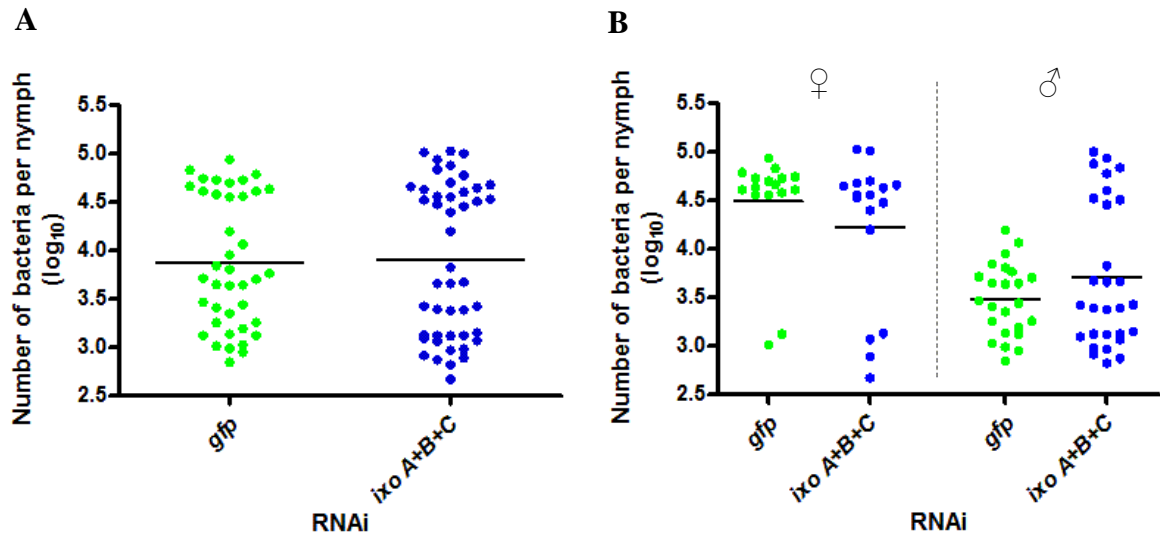 A
Number of bacteria per nymph
(log10)
5.5
5.0
4.5
4.0
3.5
3.0
2.5
gfp
ixo A+B+C
RNAi
B
♀
♂
Number of bacteria per nymph
(log10)
5.5
5.0
4.5
4.0
3.5
3.0
2.5
gfp
ixo A+B+C
gfp
ixo A+B+C
RNAi